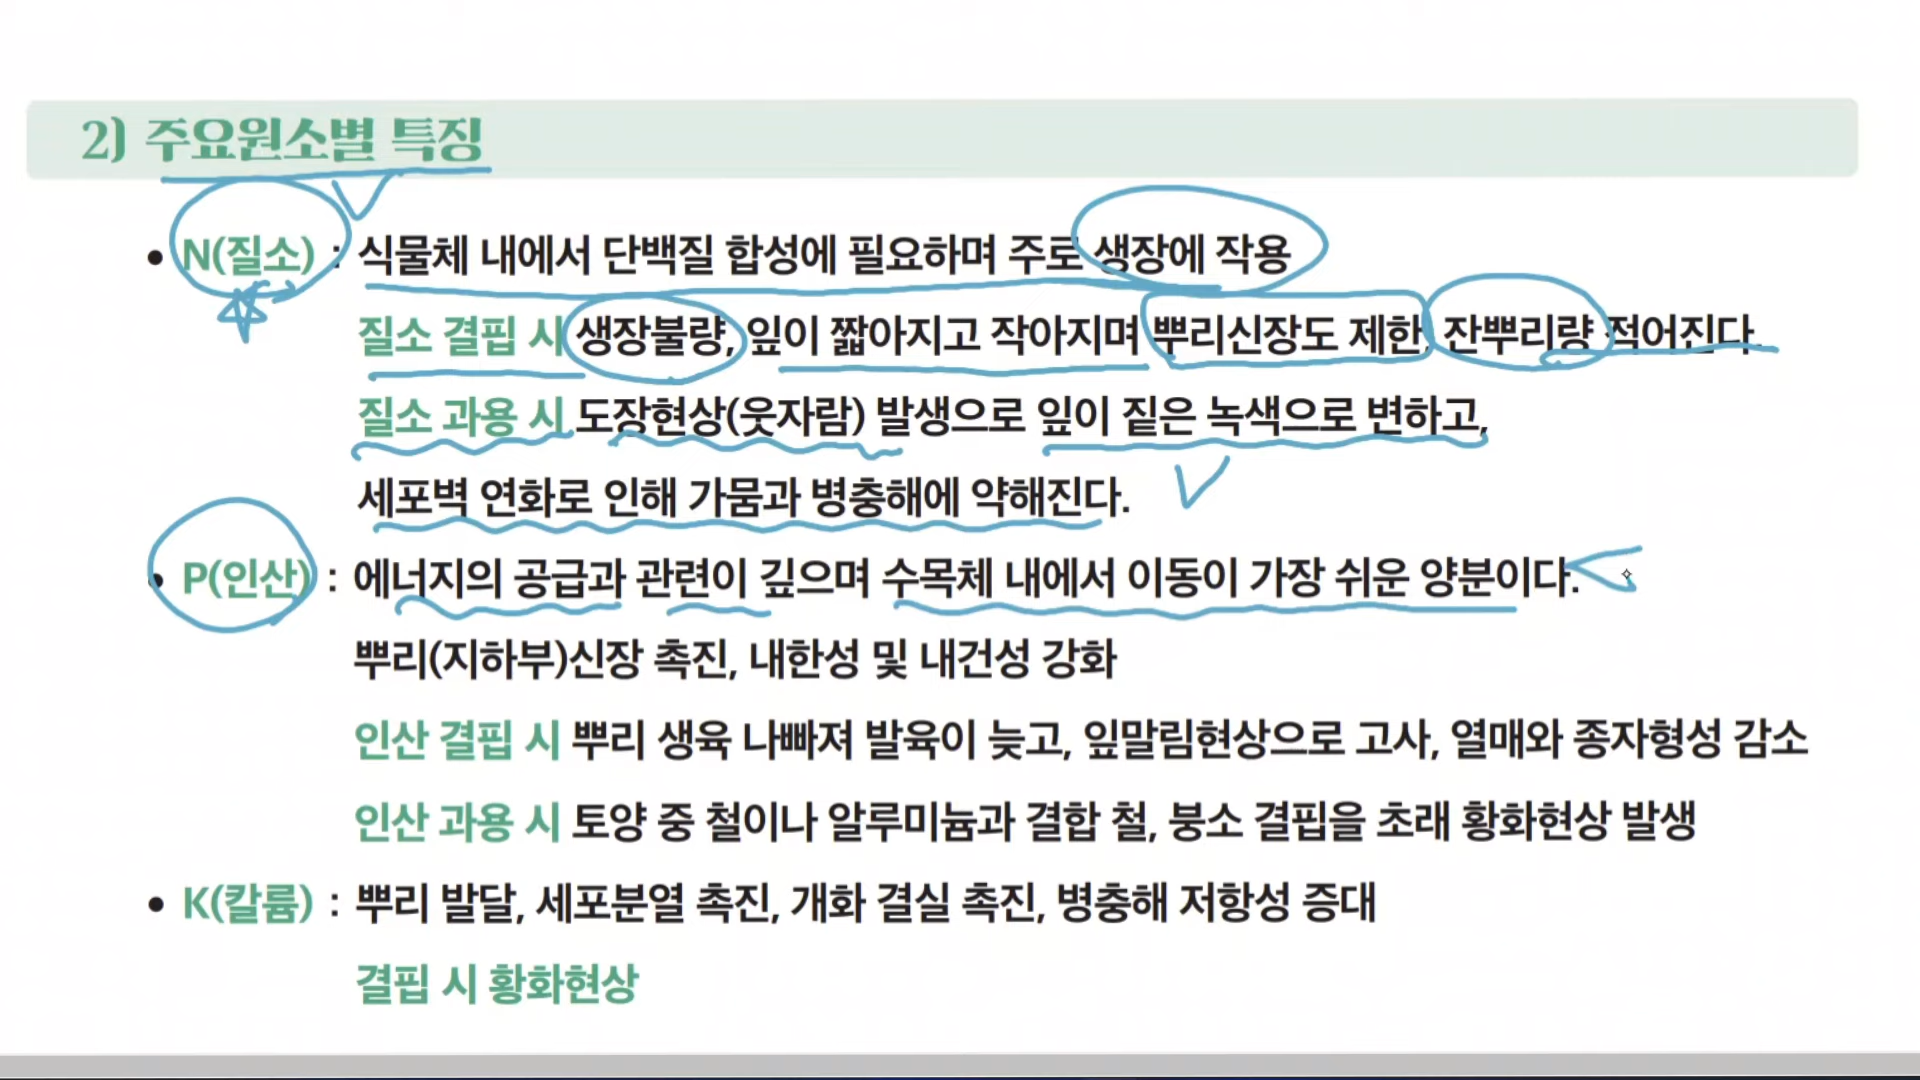 2) 주요원소별 특징
• N(질소) : 식물체 내에서 단백질 합성에 필요하며 주로 생장에 작용
질소 결핍 시 생장불량, 잎이 짧아지고 작아지며 뿌리신장도 제한, 잔뿌리량 적어진다.
질소 과용 시 도장현상(웃자람) 발생으로 잎이 짙은 녹색으로 변하고,
세포벽 연화로 인해 가뭄과 병충해에 약해진다.
• P(인산) : 에너지의 공급과 관련이 깊으며 수목체 내에서 이동이 가장 쉬운 양분이다.
뿌리(지하부)신장 촉진, 내한성 및 내건성 강화
인산 결핍 시 뿌리 생육 나빠져 발육이 늦고, 잎말림현상으로 고사, 열매와 종자형성 감소
인산 과용 시 토양 중 철이나 알루미늄과 결합 철, 붕소 결핍을 초래 황화현상 발생
• K(칼륨) : 뿌리 발달, 세포분열 촉진, 개화 결실 촉진, 병충해 저항성 증대
결핍 시 황화현상